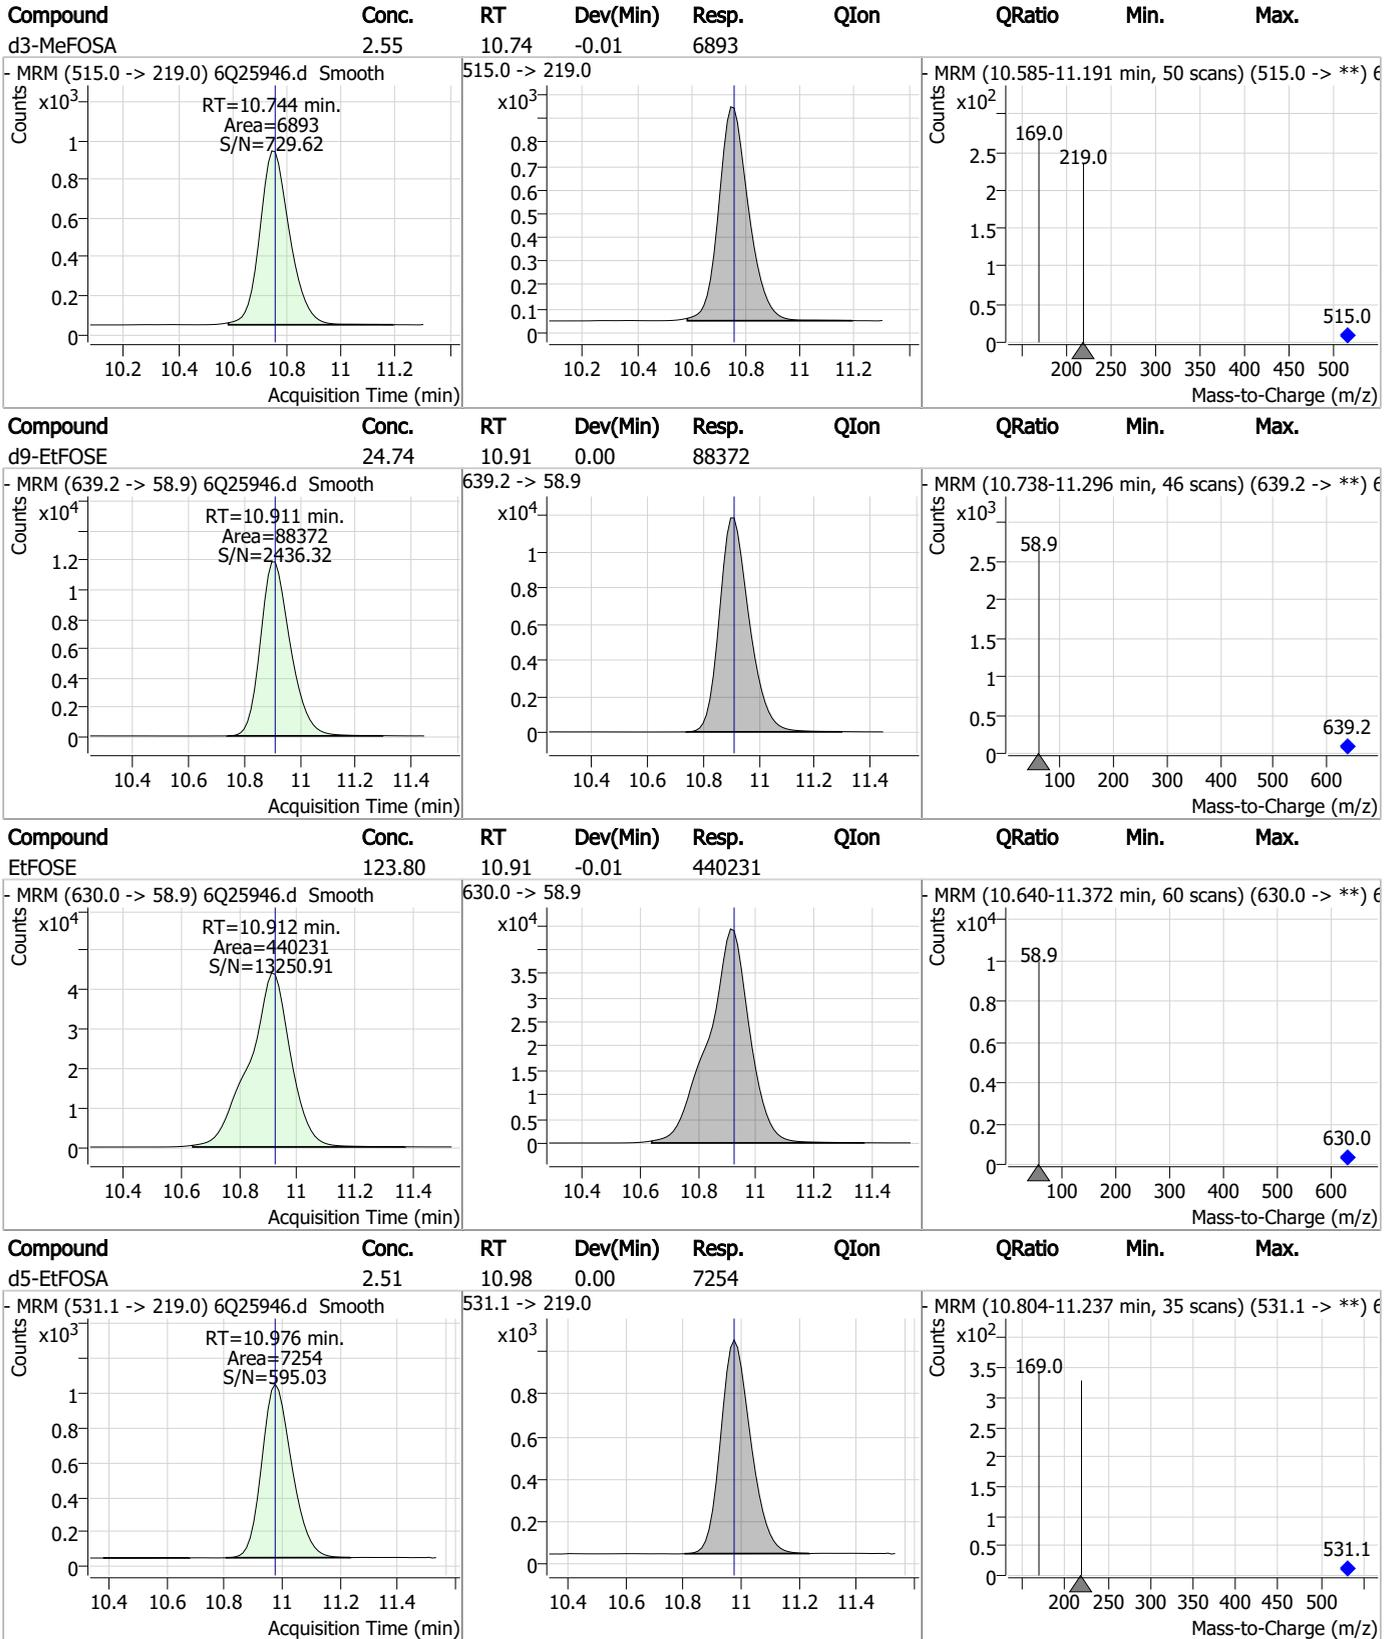 Compound Conc. RT Dev(Min) Resp. QIon QRatio Min. Max.
d3-MeFOSA 2.55 10.74 -0.01 6893
- MRM (515.0 -> 219.0) 6Q25946.d Smooth
515.0 -> 219.0
- MRM (10.585-11.191 min, 50 scans) (515.0 -> **) 6
Counts
x10³
RT=10.744 min.
Area=6893
S/N=729.62
1
0.8
0.6
0.4
0.2
0
10.2 10.4 10.6 10.8 11 11.2
Acquisition Time (min)
x10³
0.8
0.7
0.6
0.5
0.4
0.3
0.2
0.1
0
10.2 10.4 10.6 10.8 11 11.2
Counts
x10²
169.0
219.0
2.5
2
1.5
1
0.5
0
515.0
200 250 300 350 400 450 500
Mass-to-Charge (m/z)
Compound Conc. RT Dev(Min) Resp. QIon QRatio Min. Max.
d9-EtFOSE 24.74 10.91 0.00 88372
- MRM (639.2 -> 58.9) 6Q25946.d Smooth
639.2 -> 58.9
- MRM (10.738-11.296 min, 46 scans) (639.2 -> **) 6
Counts
x10⁴
RT=10.911 min.
Area=88372
S/N=2436.32
1.2
1
0.8
0.6
0.4
0.2
0
10.4 10.6 10.8 11 11.2 11.4
Acquisition Time (min)
x10⁴
1
0.8
0.6
0.4
0.2
0
10.4 10.6 10.8 11 11.2 11.4
Counts
x10³
58.9
2.5
2
1.5
1
0.5
0
639.2
100 200 300 400 500 600
Mass-to-Charge (m/z)
Compound Conc. RT Dev(Min) Resp. QIon QRatio Min. Max.
EtFOSE 123.80 10.91 -0.01 440231
- MRM (630.0 -> 58.9) 6Q25946.d Smooth
630.0 -> 58.9
- MRM (10.640-11.372 min, 60 scans) (630.0 -> **) 6
Counts
x10⁴
RT=10.912 min.
Area=440231
S/N=13250.91
4
3
2
1
0
10.4 10.6 10.8 11 11.2 11.4
Acquisition Time (min)
x10⁴
3.5
3
2.5
2
1.5
1
0.5
0
10.4 10.6 10.8 11 11.2 11.4
Counts
x10⁴
58.9
1
0.8
0.6
0.4
0.2
0
630.0
100 200 300 400 500 600
Mass-to-Charge (m/z)
Compound Conc. RT Dev(Min) Resp. QIon QRatio Min. Max.
d5-EtFOSA 2.51 10.98 0.00 7254
- MRM (531.1 -> 219.0) 6Q25946.d Smooth
531.1 -> 219.0
- MRM (10.804-11.237 min, 35 scans) (531.1 -> **) 6
Counts
x10³
RT=10.976 min.
Area=7254
S/N=595.03
1
0.8
0.6
0.4
0.2
0
10.4 10.6 10.8 11 11.2 11.4
Acquisition Time (min)
x10³
0.8
0.6
0.4
0.2
0
10.4 10.6 10.8 11 11.2 11.4
Counts
x10²
169.0
3.5
3
2.5
2
1.5
1
0.5
0
531.1
200 250 300 350 400 450 500
Mass-to-Charge (m/z)